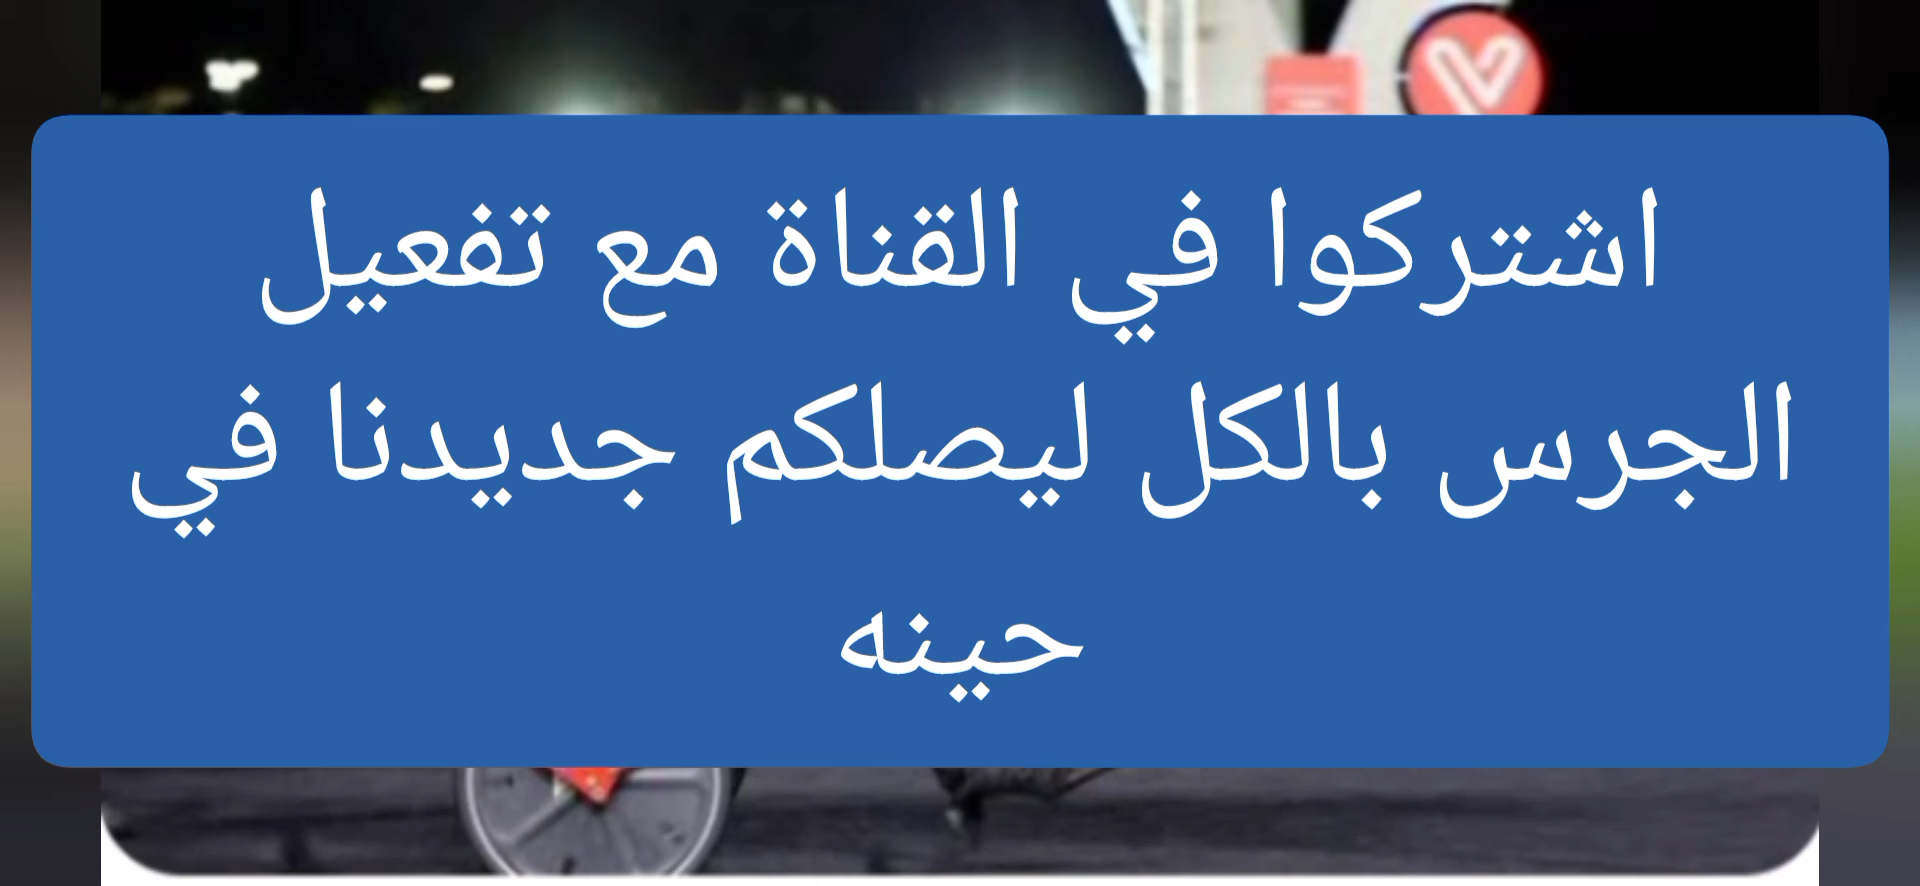 اشتركوا في القناة مع تفعيل
الجرس بالكل ليصلكم جديدنا في
حينه